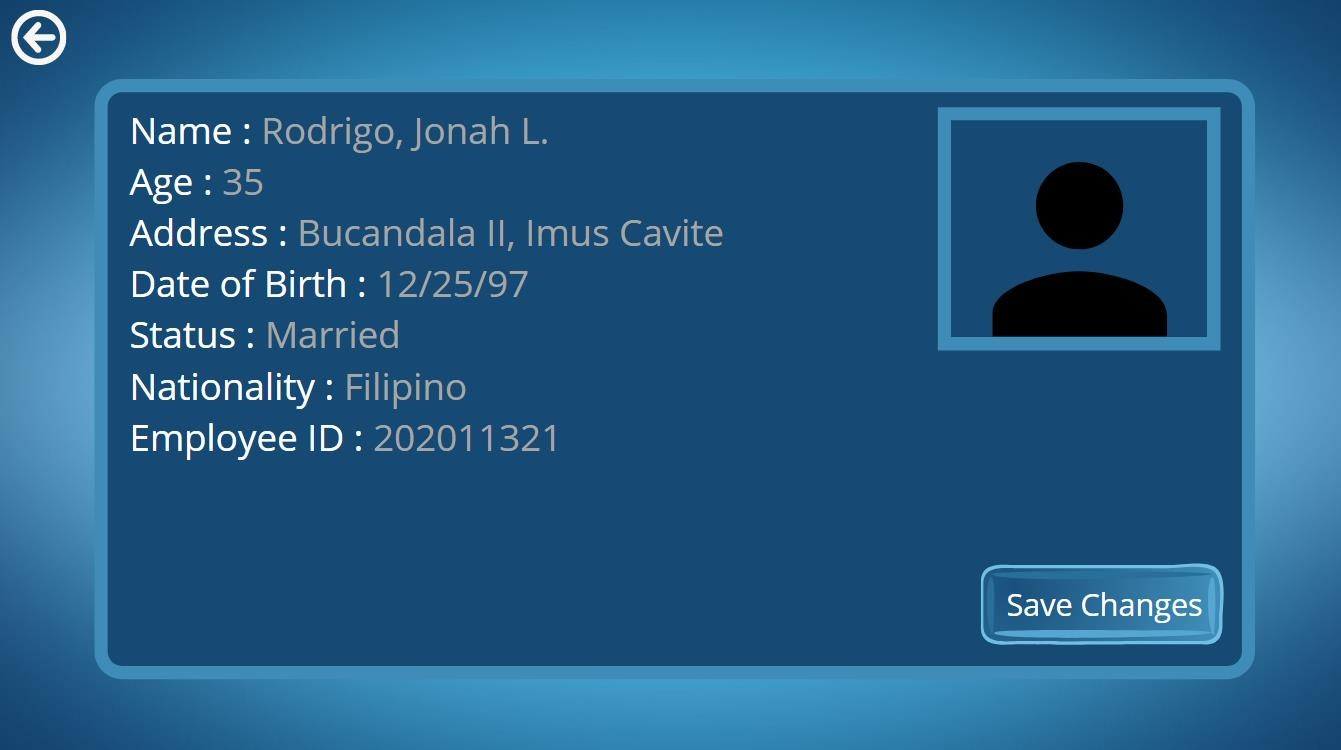 Name : Rodrigo, Jonah L.
Age : 35
Address : Bucandala II, Imus Cavite
Date of Birth : 12/25/97
Status : Married
Nationality : Filipino
Employee ID : 202011321
Save Changes